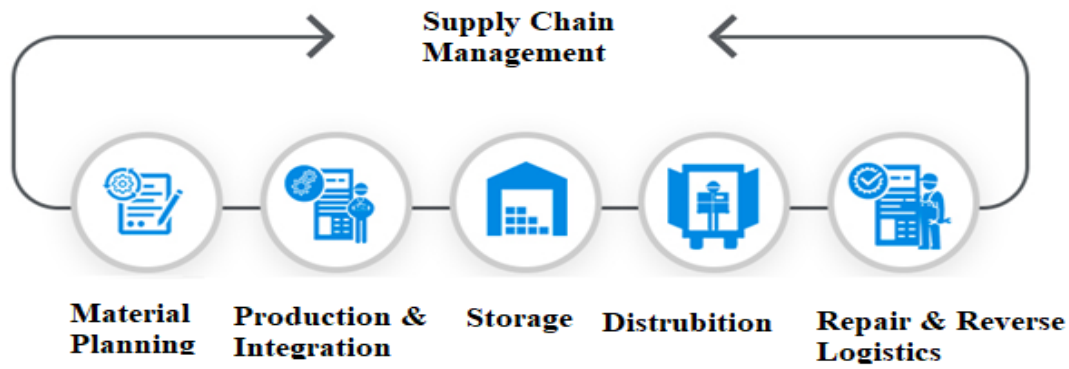 Supply Chain
Management
Material
Planning
Production &
Integration
Storage
Distrubition
Repair & Reverse
Logistics